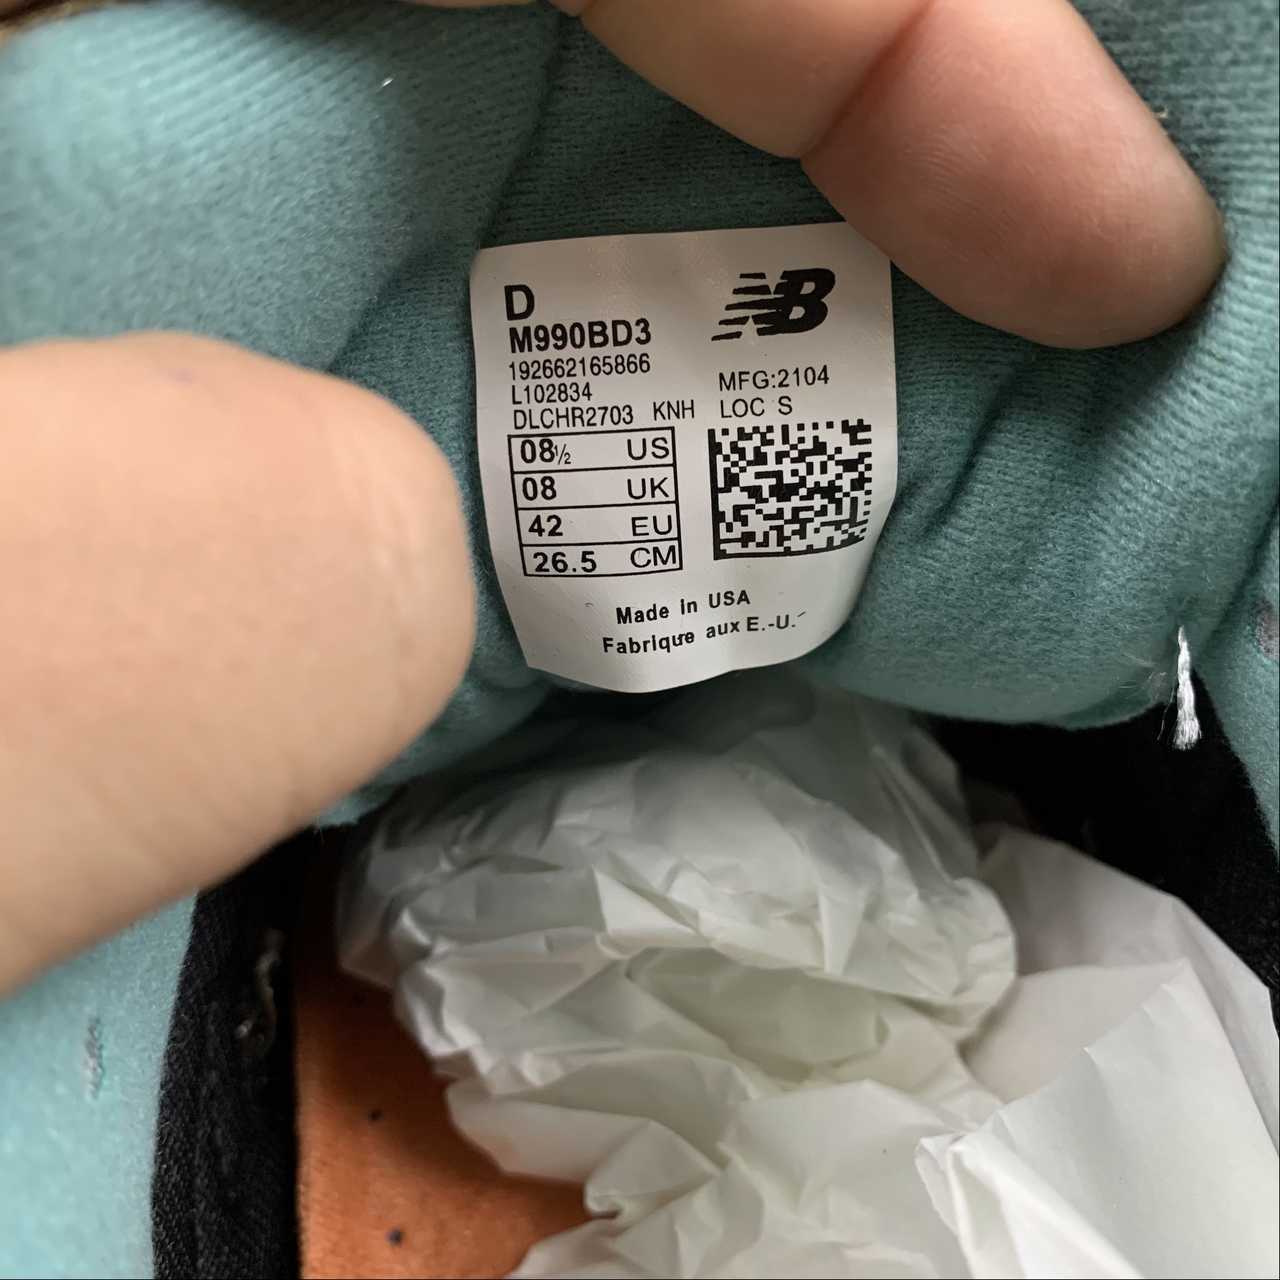 D
M990BD3
192662165866
L102834
DLCHR2703 KNH
08½ US
08 UK
42 EU
26.5 CM
NB
MFG:2104
LOC S
Made in USA
Fabrique aux E.-U.